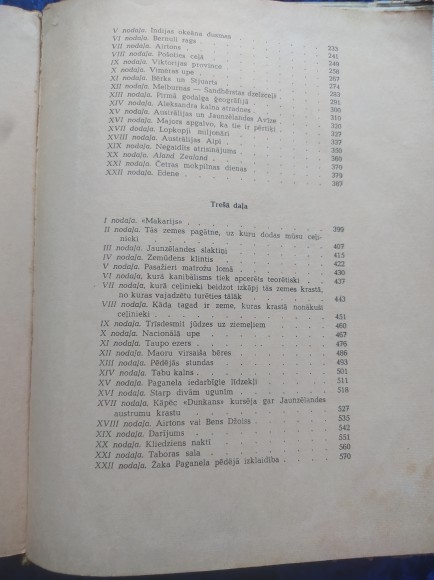 V nodaļa. Indijas okeāna dusmas
VI nodaļa. Bernuli rags 233
VII nodaļa. Airtons 241
VIII nodaļa. Pošoties ceļā 249
IX nodaļa. Viktorijas province 258
X nodaļa. Vimeras upe 267
XI nodaļa. Bērks un Stjuarts 274
XII nodaļa. Melburnas — Sandhērstas dzelzceļš 283
XIII nodaļa. Pirmā godalga ģeogrāfijā 291
XIV nodaļa. Aleksandra kalna atradnes 300
XV nodaļa. Austrālijas un Jaunzēlandes Avīze 310
XVI nodaļa. Majors apgalvo, ka tie ir pērtiķi 320
XVII nodaļa. Lopkopji miljonāri 327
XVIII nodaļa. Austrālijas Alpi 337
XIX nodaļa. Negaidīts atrisinājums 350
XX nodaļa. Aland Zealand 360
XXI nodaļa. Četras mokpilnas dienas 370
XXII nodaļa. Edene 379
387
Trešā daļa
I nodaļa. «Makarijs» 399
II nodaļa. Tās zemes pagātne, uz kuru dodas mūsu ceļi-
nieki 407
III nodaļa. Jaunzēlandes slaktiņi 415
IV nodaļa. Zemūdens klintis 422
V nodaļa. Pasažieri matrožu lomā 430
VI nodaļa, kurā kanibālisms tiek apcerēts teorētiski 437
VII nodaļa, kurā ceļinieki beidzot izkāpj tās zemes krastā,
no kuras vajadzētu turēties tālāk 443
VIII nodaļa. Kāda tagad ir zeme, kuras krastā nonākuši
ceļinieki 451
IX nodaļa. Trīsdesmit jūdzes uz ziemeļiem 460
X nodaļa. Nacionālā upe 467
XI nodaļa. Taupo ezers 476
XII nodaļa. Maoru virsaiša bēres 486
XIII nodaļa. Pēdējās stundas 493
XIV nodaļa. Tabu kalns 501
XV nodaļa. Paganela iedarbīgie līdzekļi 511
XVI nodaļa. Starp divām ugunīm 518
XVII nodaļa. Kāpēc «Dunkans» kursēja gar Jaunzēlandes
austrumu krastu 527
XVIII nodaļa. Airtons vai Bens Džoiss 535
XIX nodaļa. Darījums 542
XX nodaļa. Kliedziens naktī 551
XXI nodaļa. Taboras sala 560
XXII nodaļa. Žaka Paganela pēdējā izklaidība 570